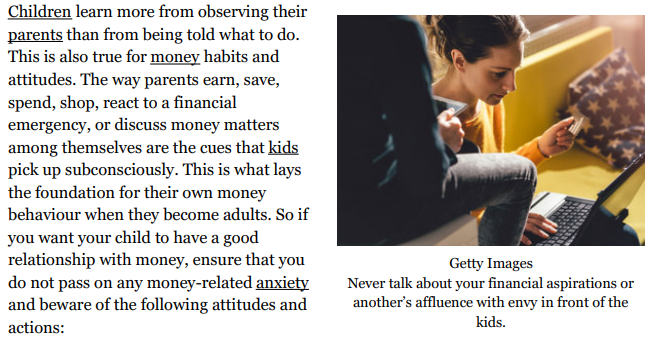 Children learn more from observing their
parents than from being told what to do.
This is also true for money habits and
attitudes. The way parents earn, save,
spend, shop, react to a financial
emergency, or discuss money matters
among themselves are the cues that kids
pick up subconsciously. This is what lays
the foundation for their own money
behaviour when they become adults. So if
you want your child to have a good
relationship with money, ensure that you
do not pass on any money-related anxiety
and beware of the following attitudes and
actions:
Getty Images
Never talk about your financial aspirations or
another's affluence with envy in front of the
kids.